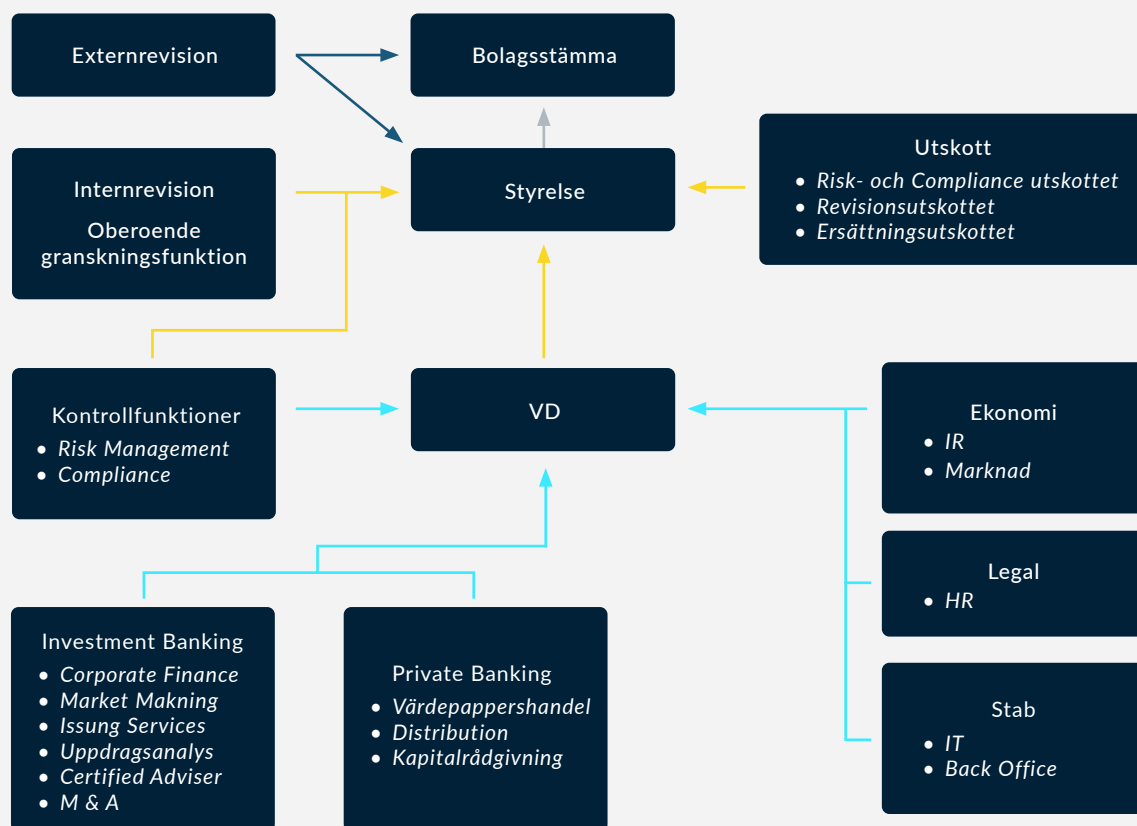 Externrevision
Bolagsstämma
Internrevision
Oberoende
granskningsfunktion
Styrelse
Utskott
• Risk- och Compliance utskottet
• Revisionsutskottet
• Ersättningsutskottet
Kontrollfunktioner
• Risk Management
• Compliance
VD
Ekonomi
• IR
• Marknad
Legal
• HR
Investment Banking
• Corporate Finance
• Market Makning
• Issung Services
• Uppdragsanalys
• Certified Adviser
• M & A
Private Banking
• Värdepappershandel
• Distribution
• Kapitalrådgivning
Stab
• IT
• Back Office